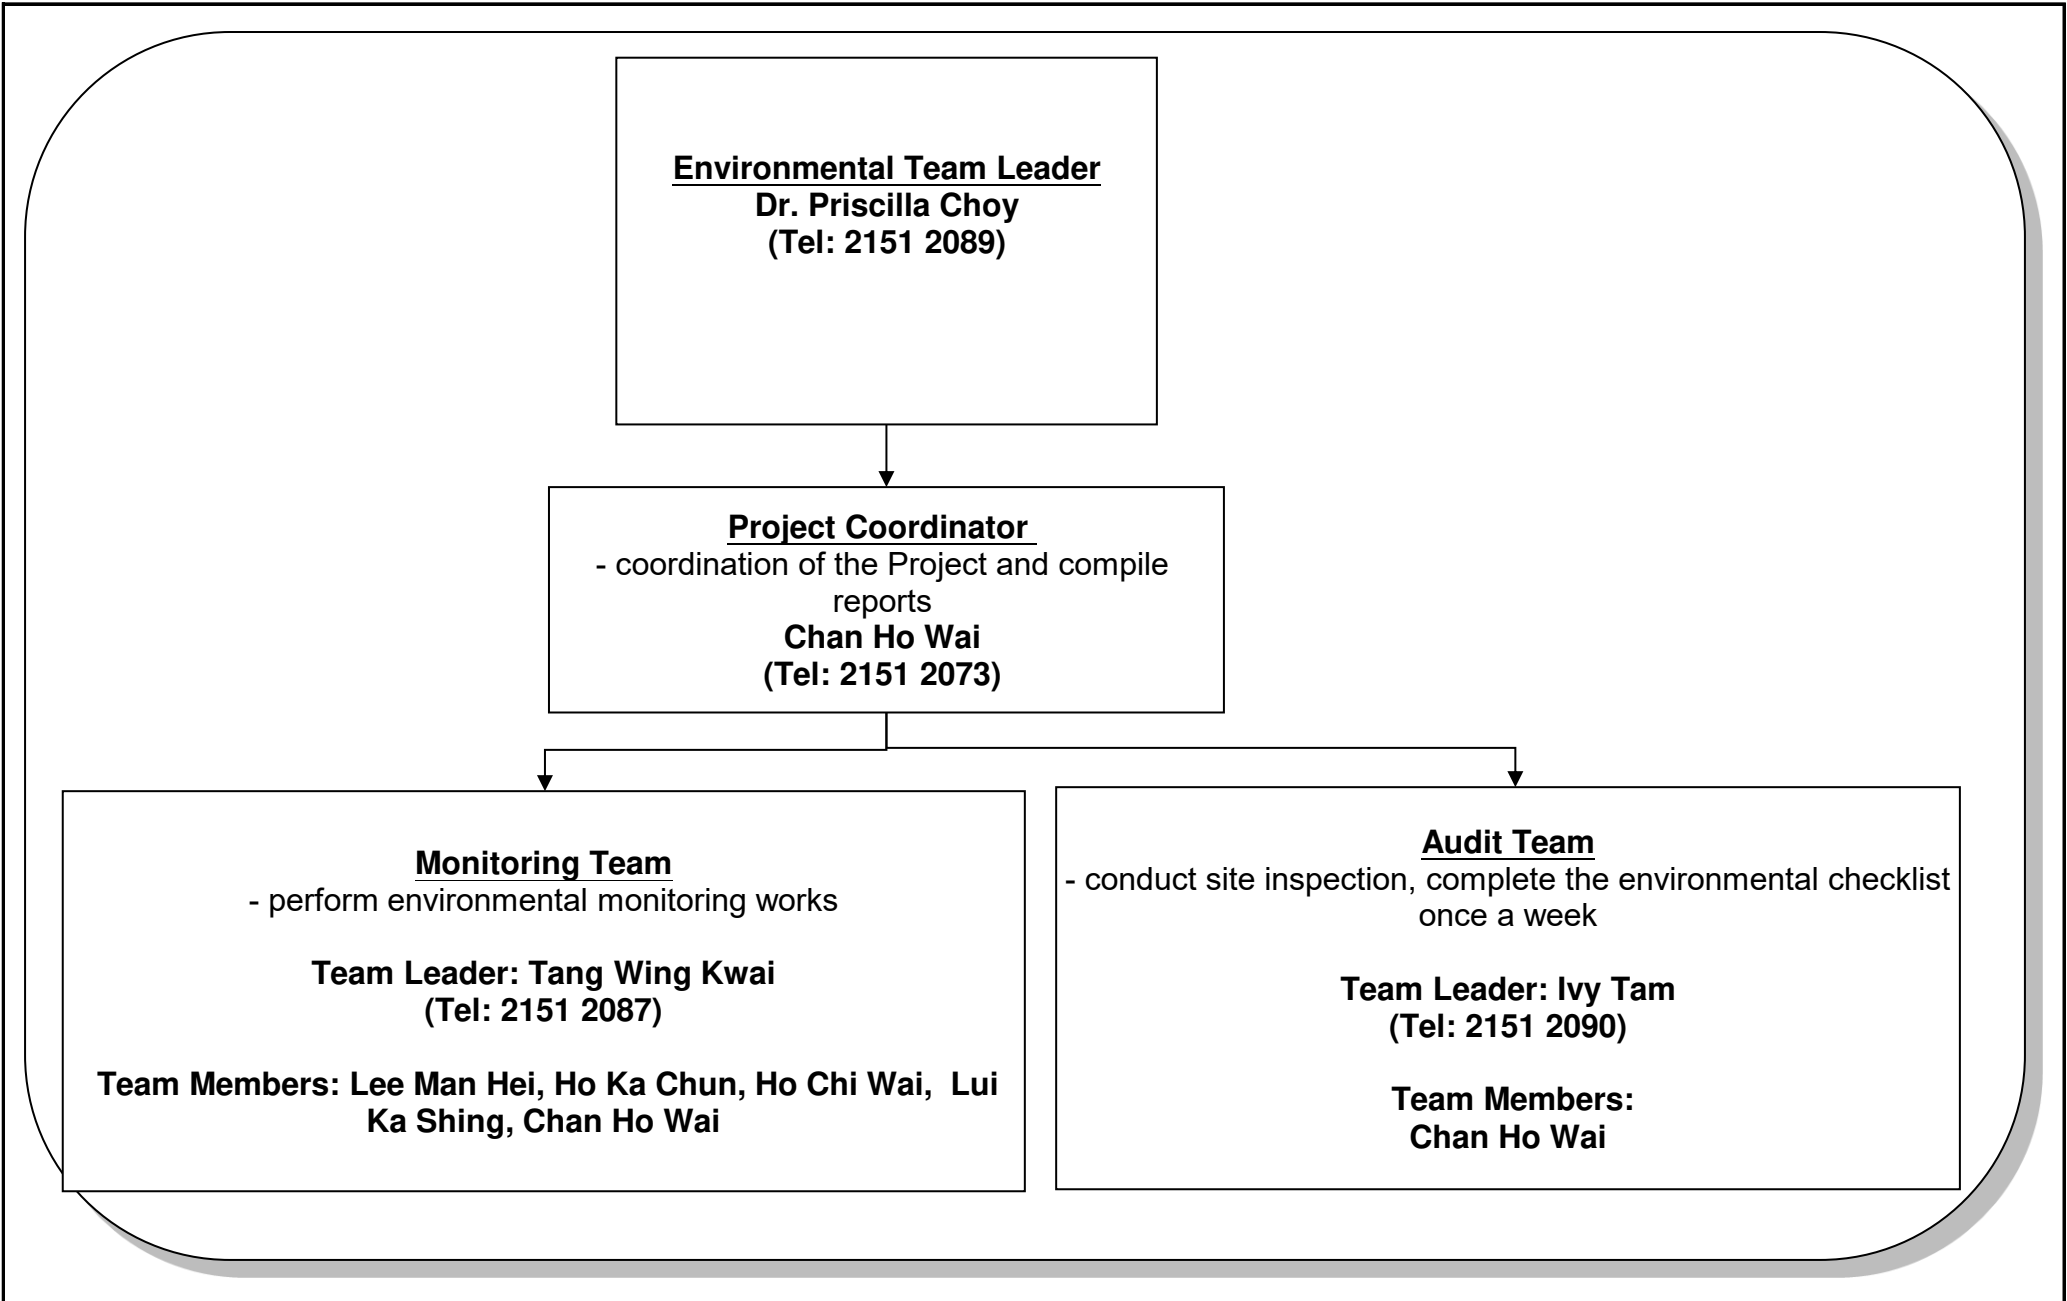 Environmental Team Leader
Dr. Priscilla Choy
(Tel: 2151 2089)
Project Coordinator
- coordination of the Project and compile
reports
Chan Ho Wai
(Tel: 2151 2073)
Monitoring Team
- perform environmental monitoring works
Team Leader: Tang Wing Kwai
(Tel: 2151 2087)
Team Members: Lee Man Hei, Ho Ka Chun, Ho Chi Wai,  Lui
Ka Shing, Chan Ho Wai
Audit Team
- conduct site inspection, complete the environmental checklist
once a week
Team Leader: Ivy Tam
(Tel: 2151 2090)
Team Members:
Chan Ho Wai